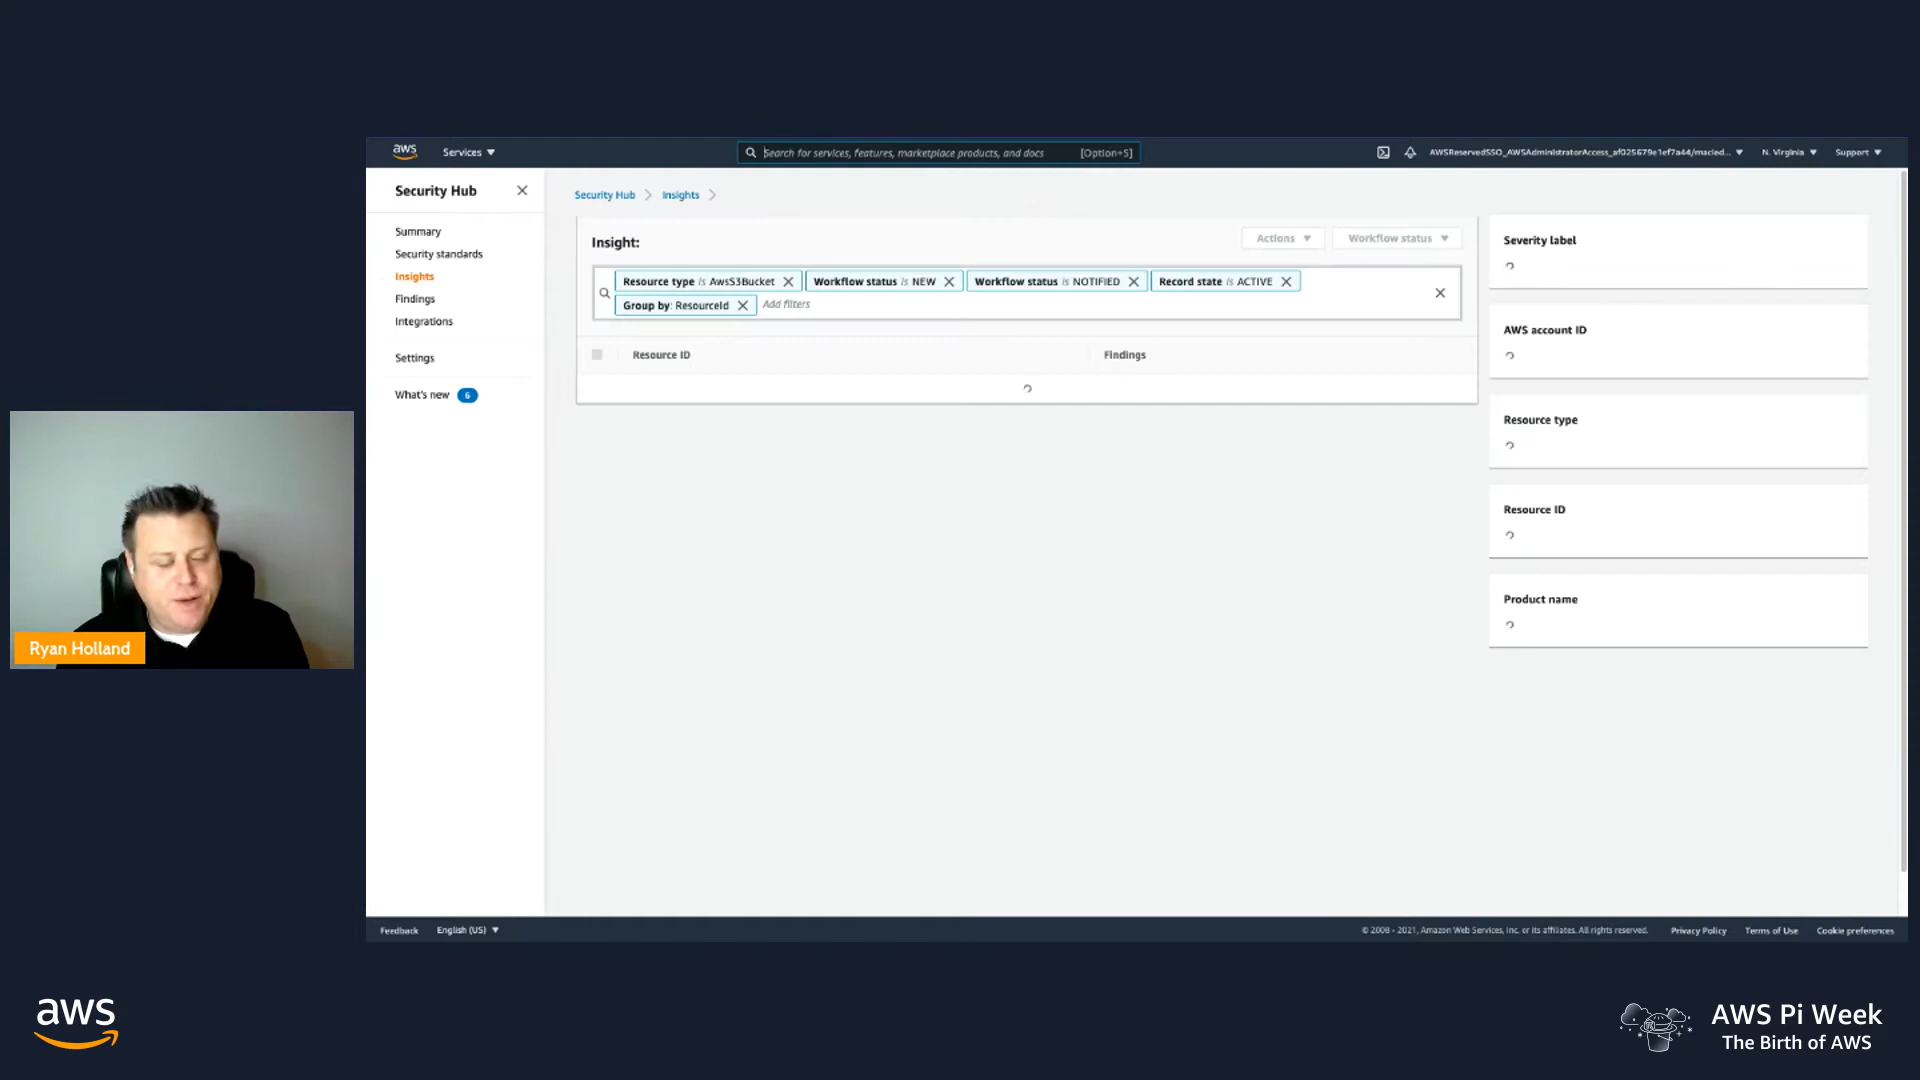 aws
Services
Search for services, features, marketplace products, and docs
[Option+S]
AWSReservedSSO_AWSAdministratorAccess_af025679e1ef7a44/macied...
N. Virginia
Support
Security Hub
Summary
Security standards
Insights
Findings
Integrations
Settings
What's new 6
Security Hub > Insights >
Insight:
Actions
Workflow status
Resource type is AwsS3Bucket
Workflow status is NEW
Workflow status is NOTIFIED
Record state is ACTIVE
Group by: ResourceId
Add filters
Resource ID
Findings
Severity label
AWS account ID
Resource type
Resource ID
Product name
Ryan Holland
Feedback
English (US)
© 2008 - 2021, Amazon Web Services, Inc. or its affiliates. All rights reserved.
Privacy Policy
Terms of Use
Cookie preferences
aws
AWS Pi Week
The Birth of AWS